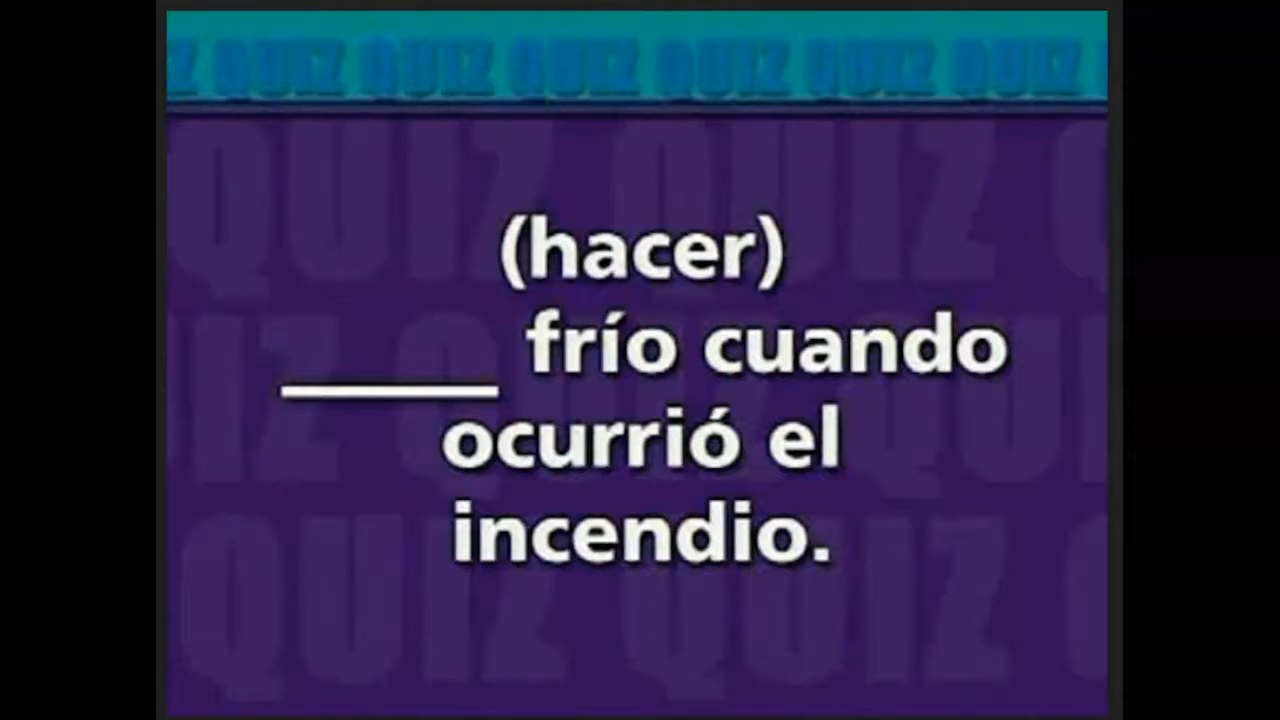 QUIZ QUIZ QUIZ QUIZ QUIZ QUIZ
(hacer)
_____ frío cuando
ocurrió el
incendio.